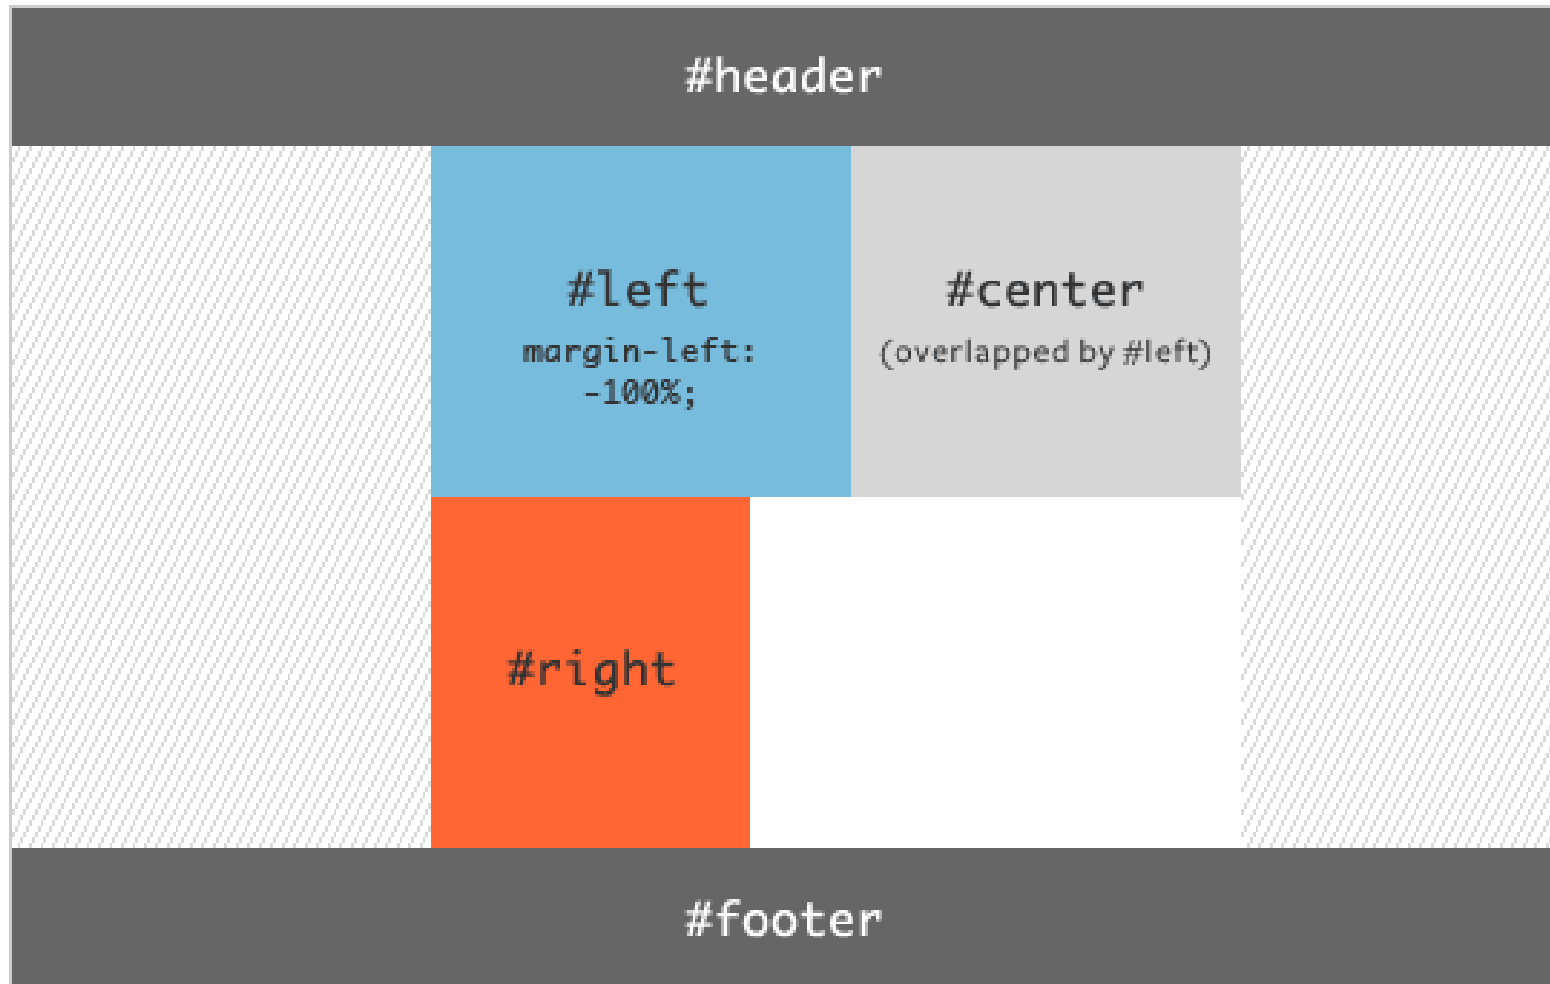 #header
#left
margin-left:
-100%;
#center
(overlapped by #left)
#right
#footer